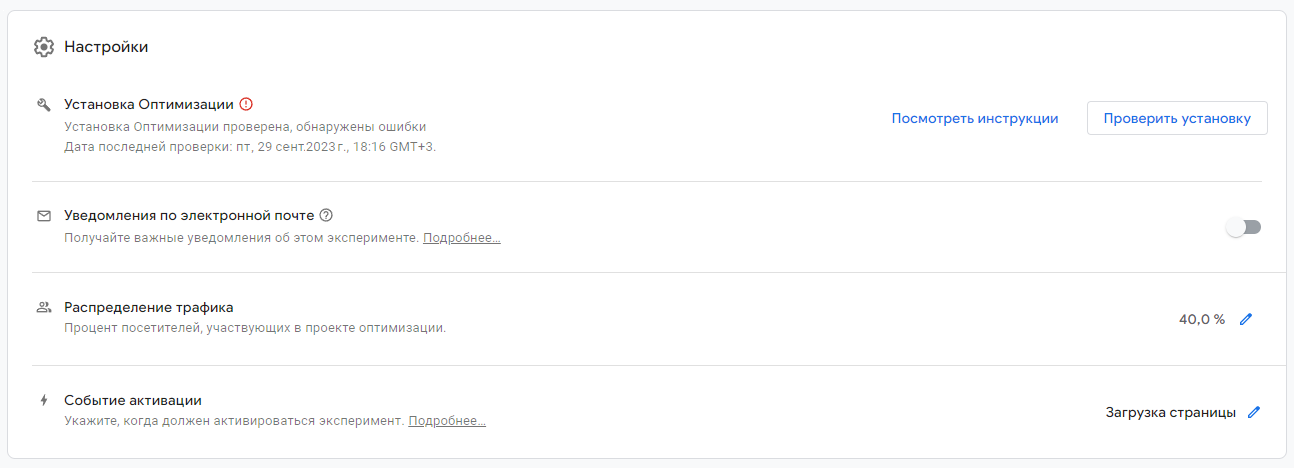 Настройки
Установка Оптимизации
Установка Оптимизации проверена, обнаружены ошибки
Дата последней проверки: пт, 29 сент.2023 г., 18:16 GMT+3.
Посмотреть инструкции
Проверить установку
Уведомления по электронной почте
Получайте важные уведомления об этом эксперименте. Подробнее…
Распределение трафика
Процент посетителей, участвующих в проекте оптимизации.
40,0 %
Событие активации
Укажите, когда должен активироваться эксперимент. Подробнее…
Загрузка страницы